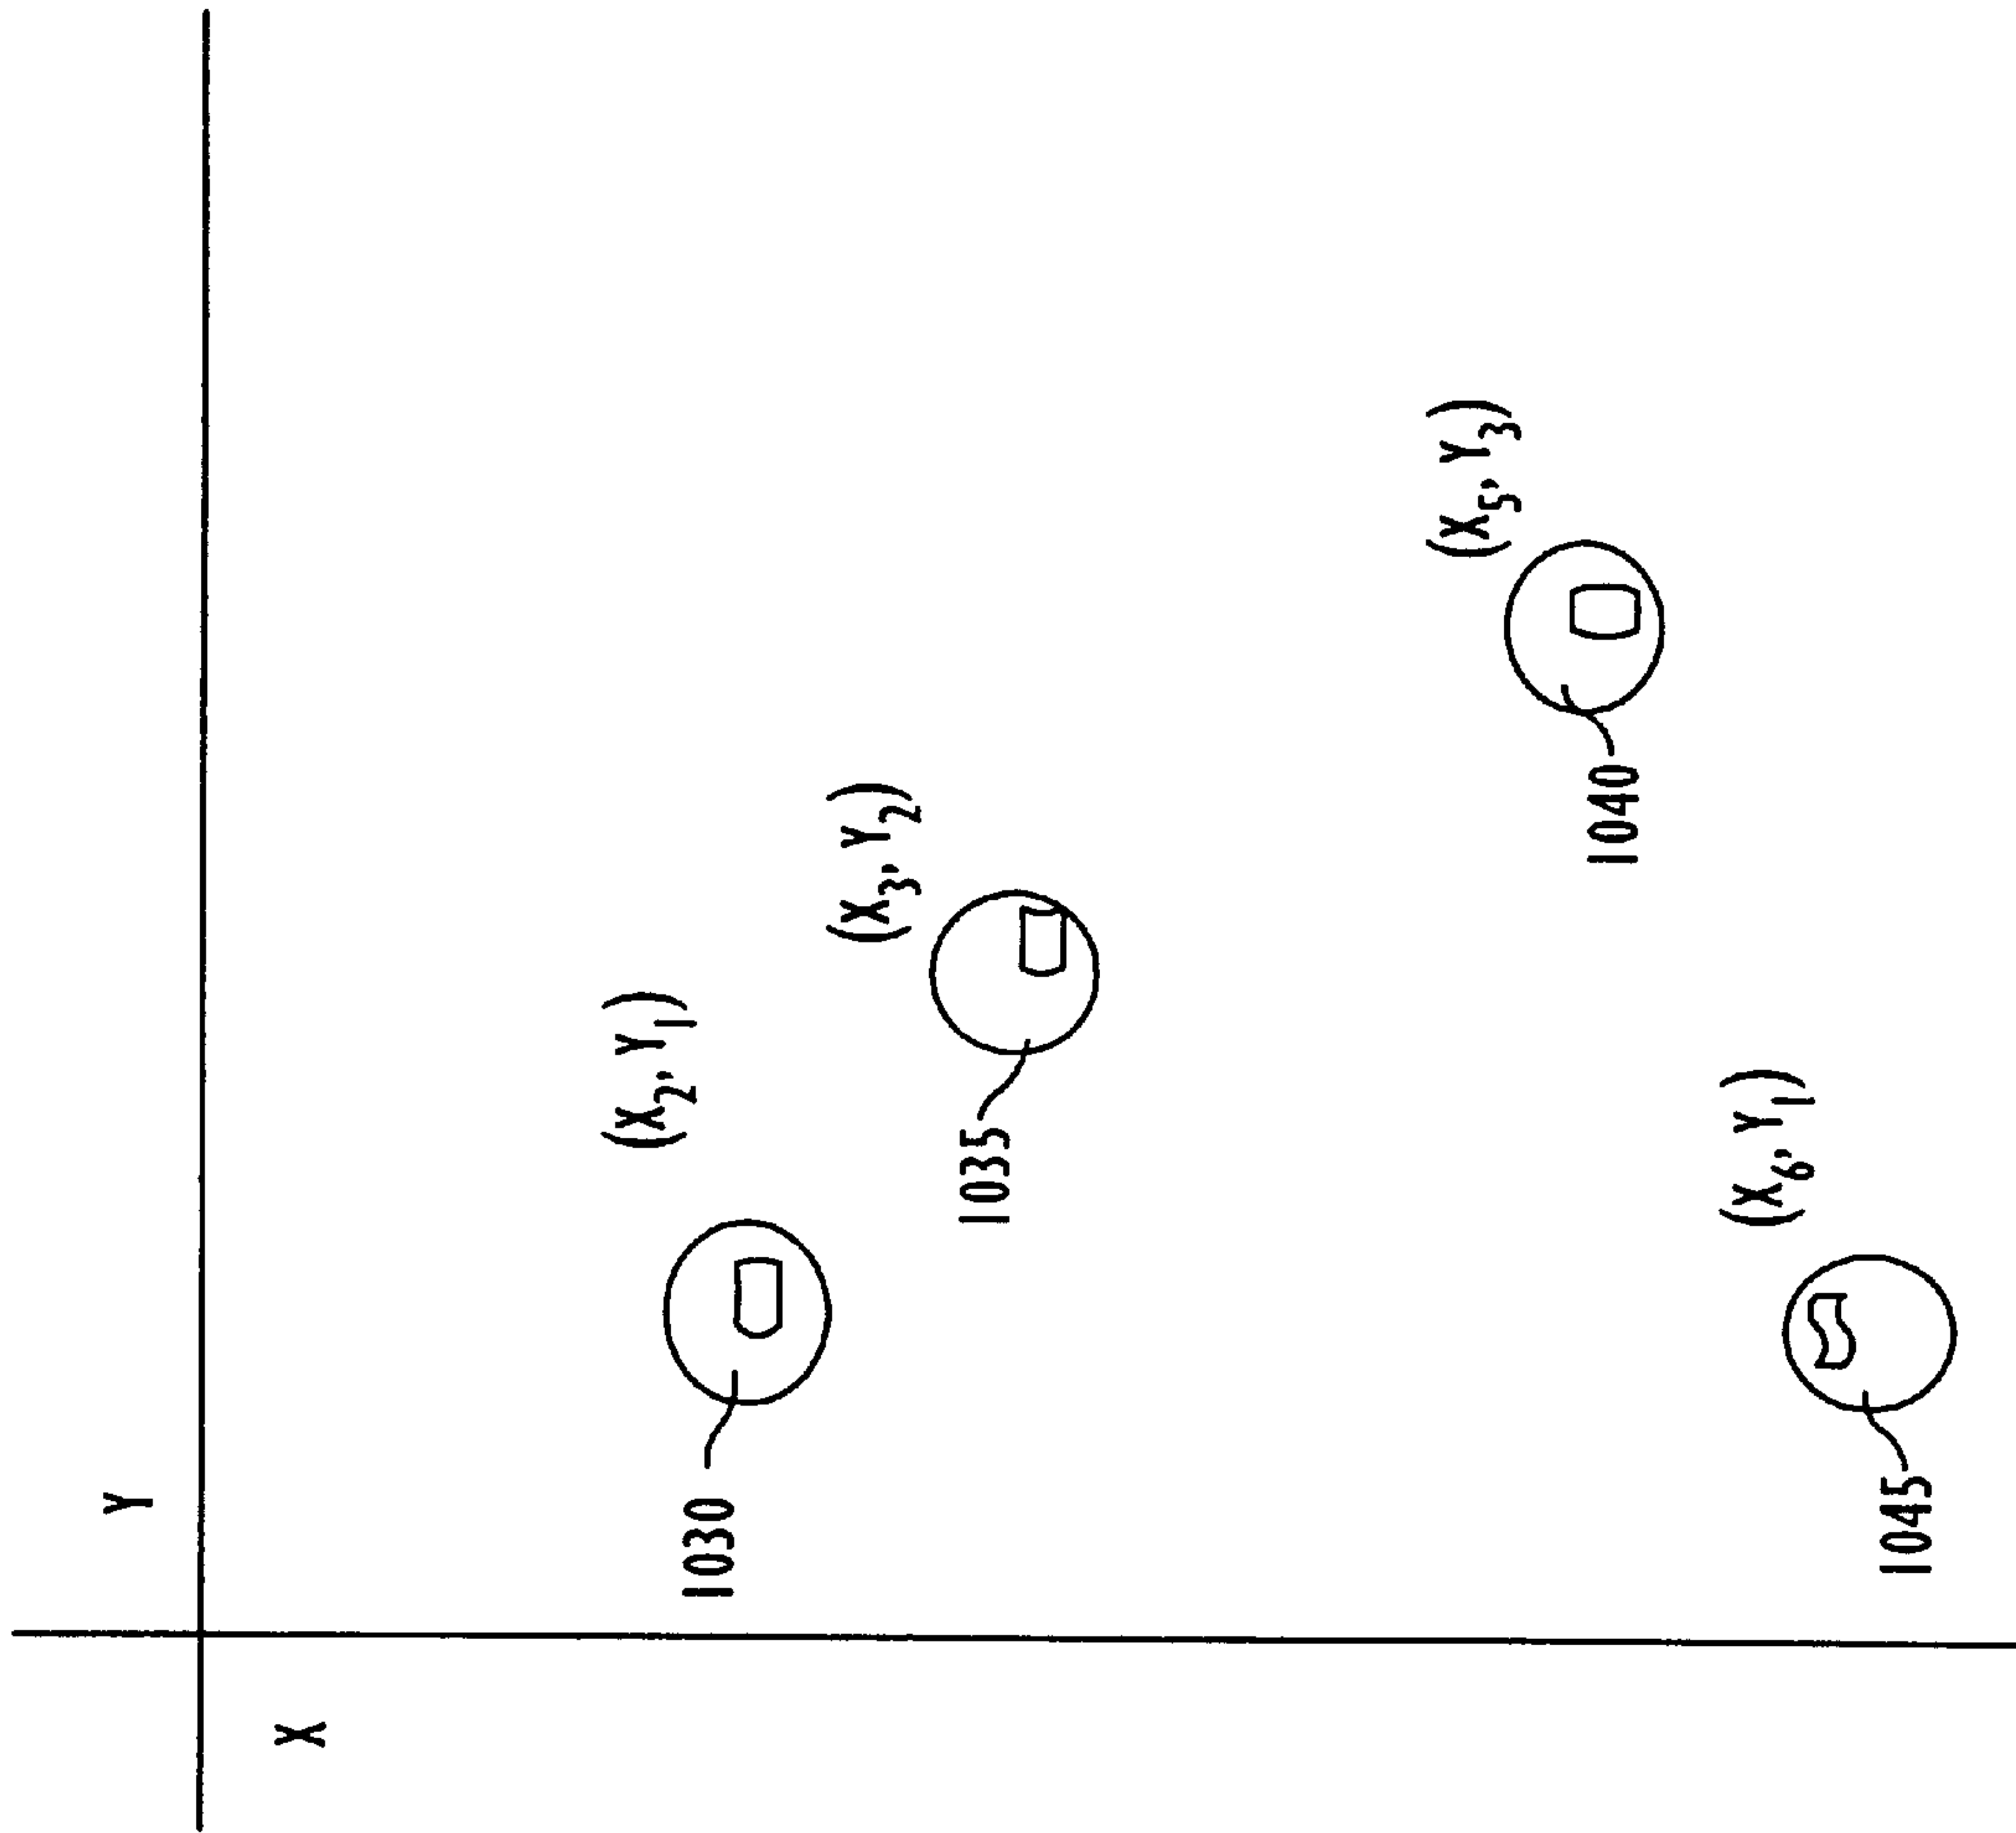 Y
X
(X₂, Y₁)
1030
(X₃, Y₂)
1035
(X₅, Y₃)
1040
(X₆, Y₁)
1045